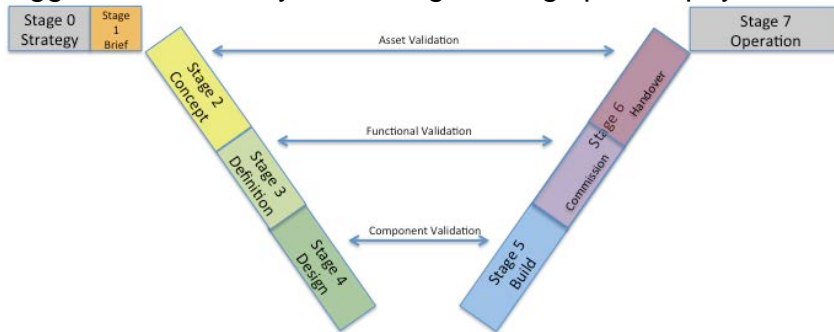 Stage 0
Strategy
Stage
1
Brief
Asset Validation
Stage 7
Operation
Stage 2
Concept
Functional Validation
Stage 6
Handover
Stage 3
Definition
Commission
Component Validation
Stage 4
Design
Stage 5
Build